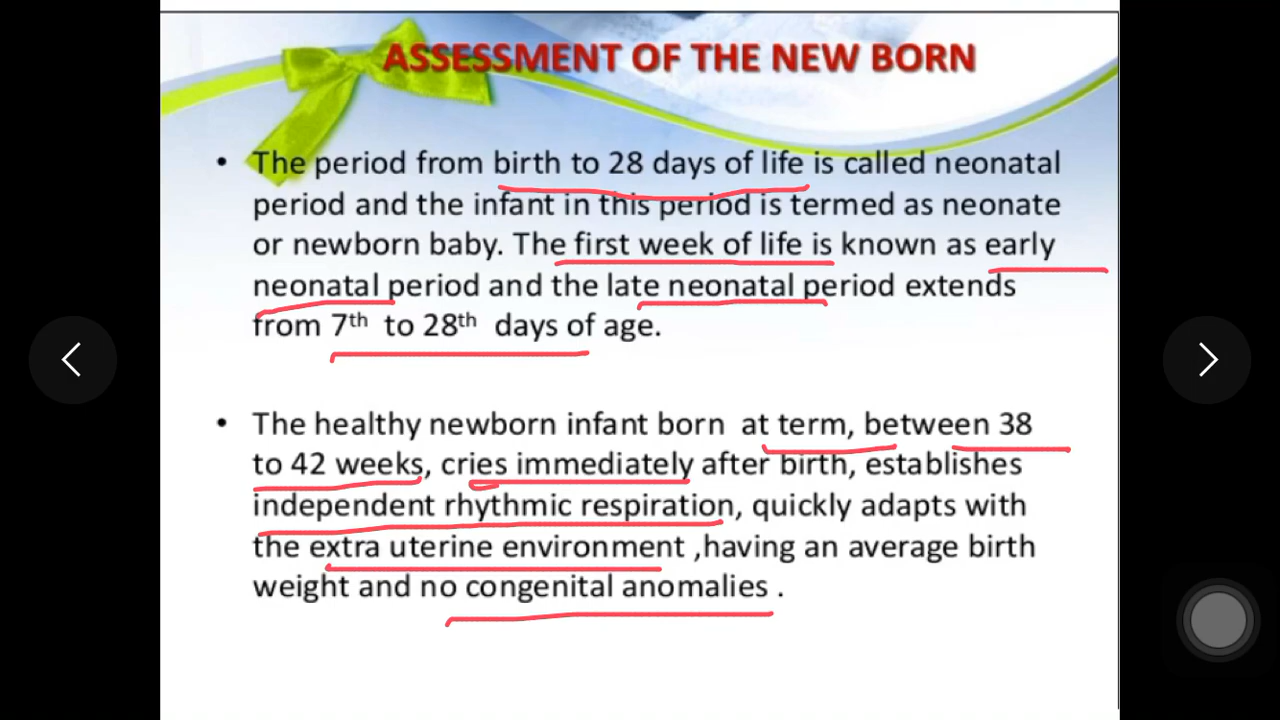 ASSESSMENT OF THE NEW BORN
• The period from birth to 28 days of life is called neonatal
period and the infant in this period is termed as neonate
or newborn baby. The first week of life is known as early
neonatal period and the late neonatal period extends
from 7th to 28th days of age.
• The healthy newborn infant born at term, between 38
to 42 weeks, cries immediately after birth, establishes
independent rhythmic respiration, quickly adapts with
the extra uterine environment ,having an average birth
weight and no congenital anomalies .